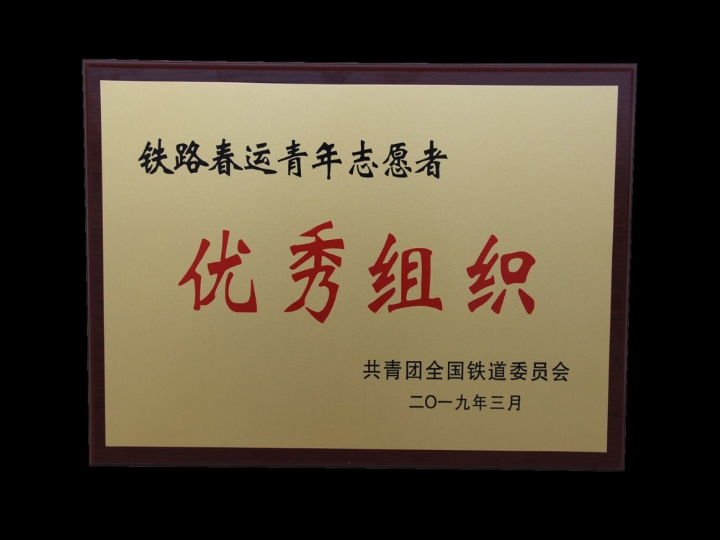 铁路春运青年志愿者
优秀组织
共青团全国铁道委员会
二〇一九年三月